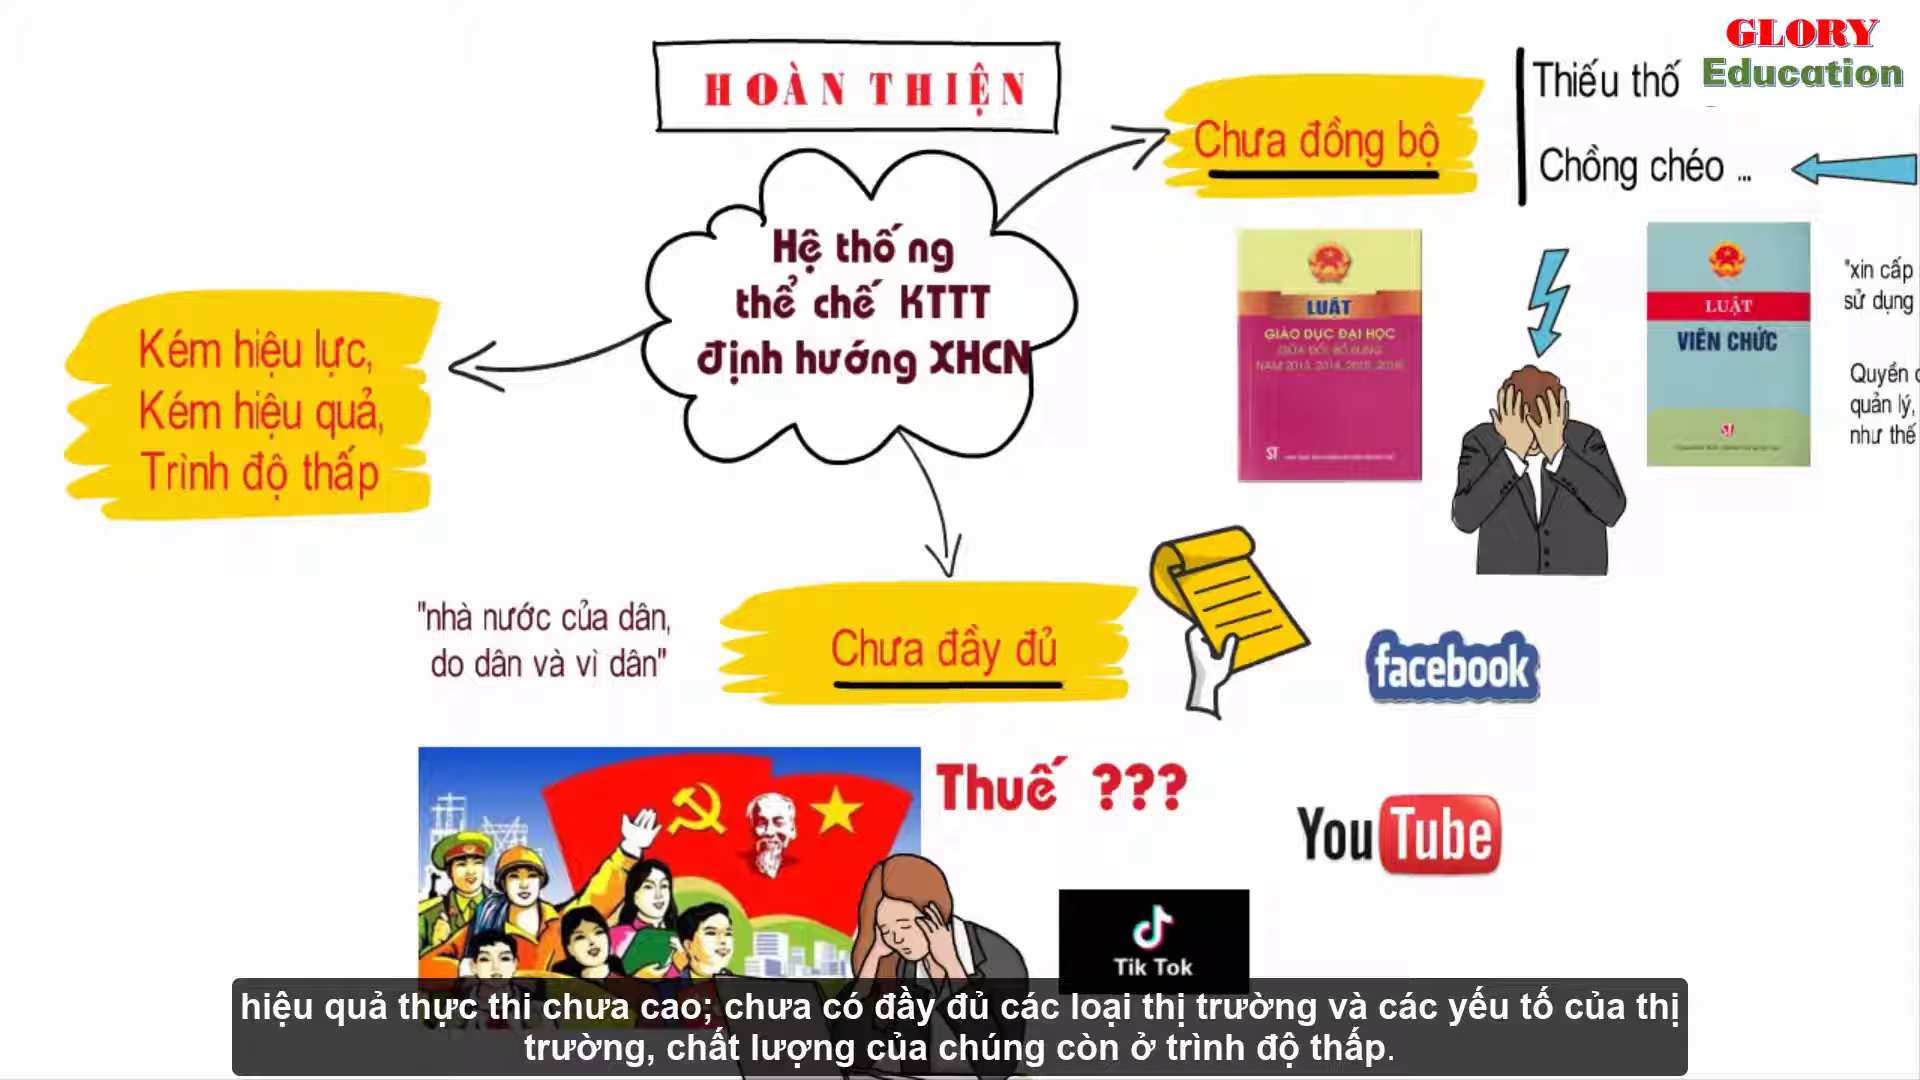 GLORY
Education
HOÀN THIỆN
Thiếu thố
Chưa đồng bộ
Chồng chéo ...
Hệ thống
thể chế KTTT
định hướng XHCN
Kém hiệu lực,
Kém hiệu quả,
Trình độ thấp
LUẬT
GIÁO DỤC ĐẠI HỌC
LUẬT
VIÊN CHỨC
"xin cấp
sử dụng
Quyền
quản lý,
như thế
"nhà nước của dân,
do dân và vì dân"
Chưa đầy đủ
facebook
Thuế ???
YouTube
Tik Tok
hiệu quả thực thi chưa cao; chưa có đầy đủ các loại thị trường và các yếu tố của thị
trường, chất lượng của chúng còn ở trình độ thấp.